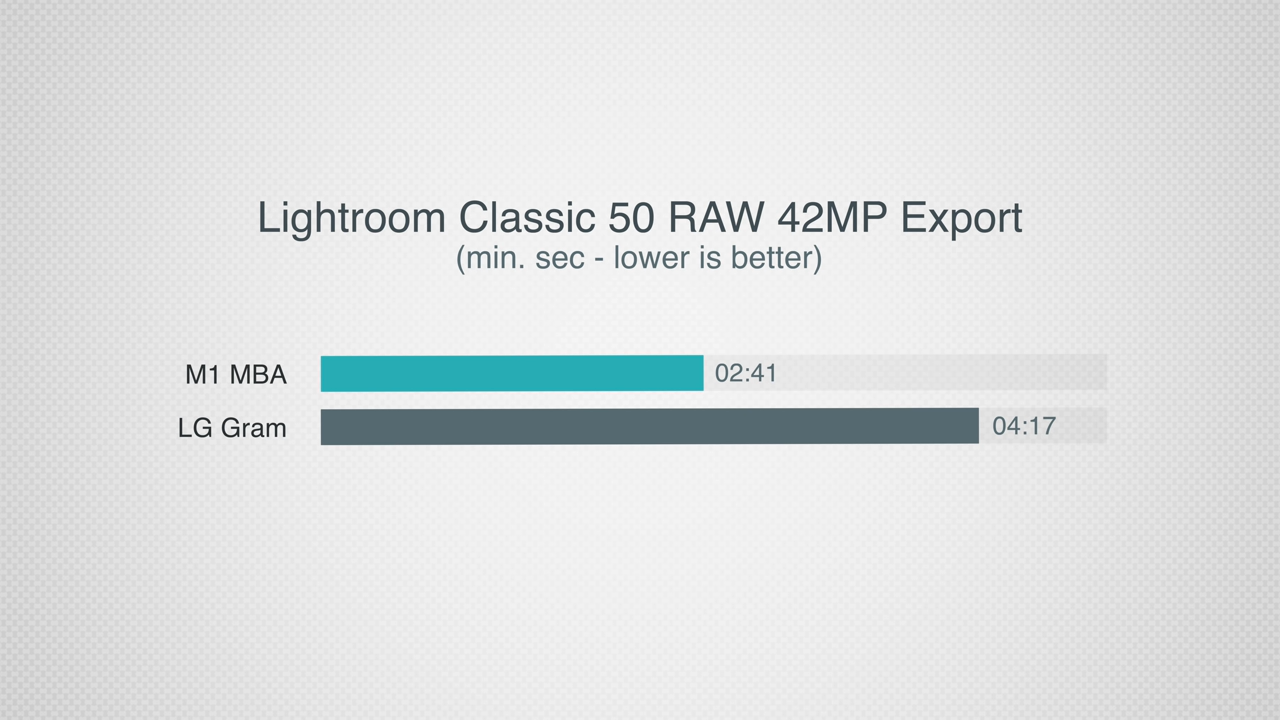 Lightroom Classic 50 RAW 42MP Export
(min. sec - lower is better)
M1 MBA 02:41
LG Gram 04:17